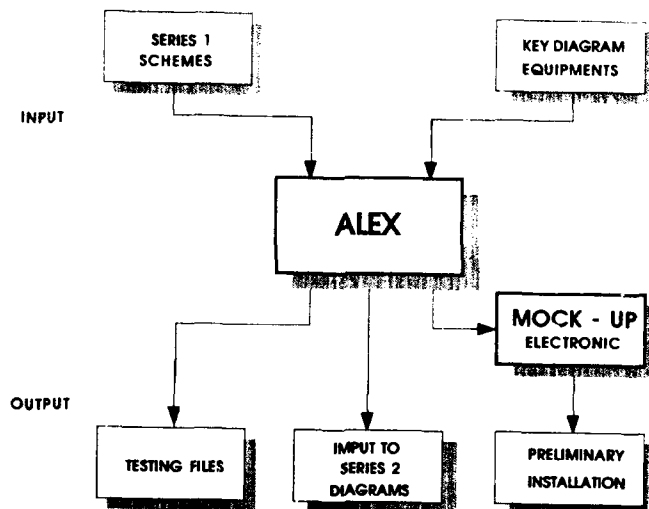 SERIES 1
SCHEMES
KEY DIAGRAM
EQUIPMENTS
INPUT
ALEX
MOCK - UP
ELECTRONIC
OUTPUT
TESTING FILES
IMPUT TO
SERIES 2
DIAGRAMS
PRELIMINARY
INSTALLATION